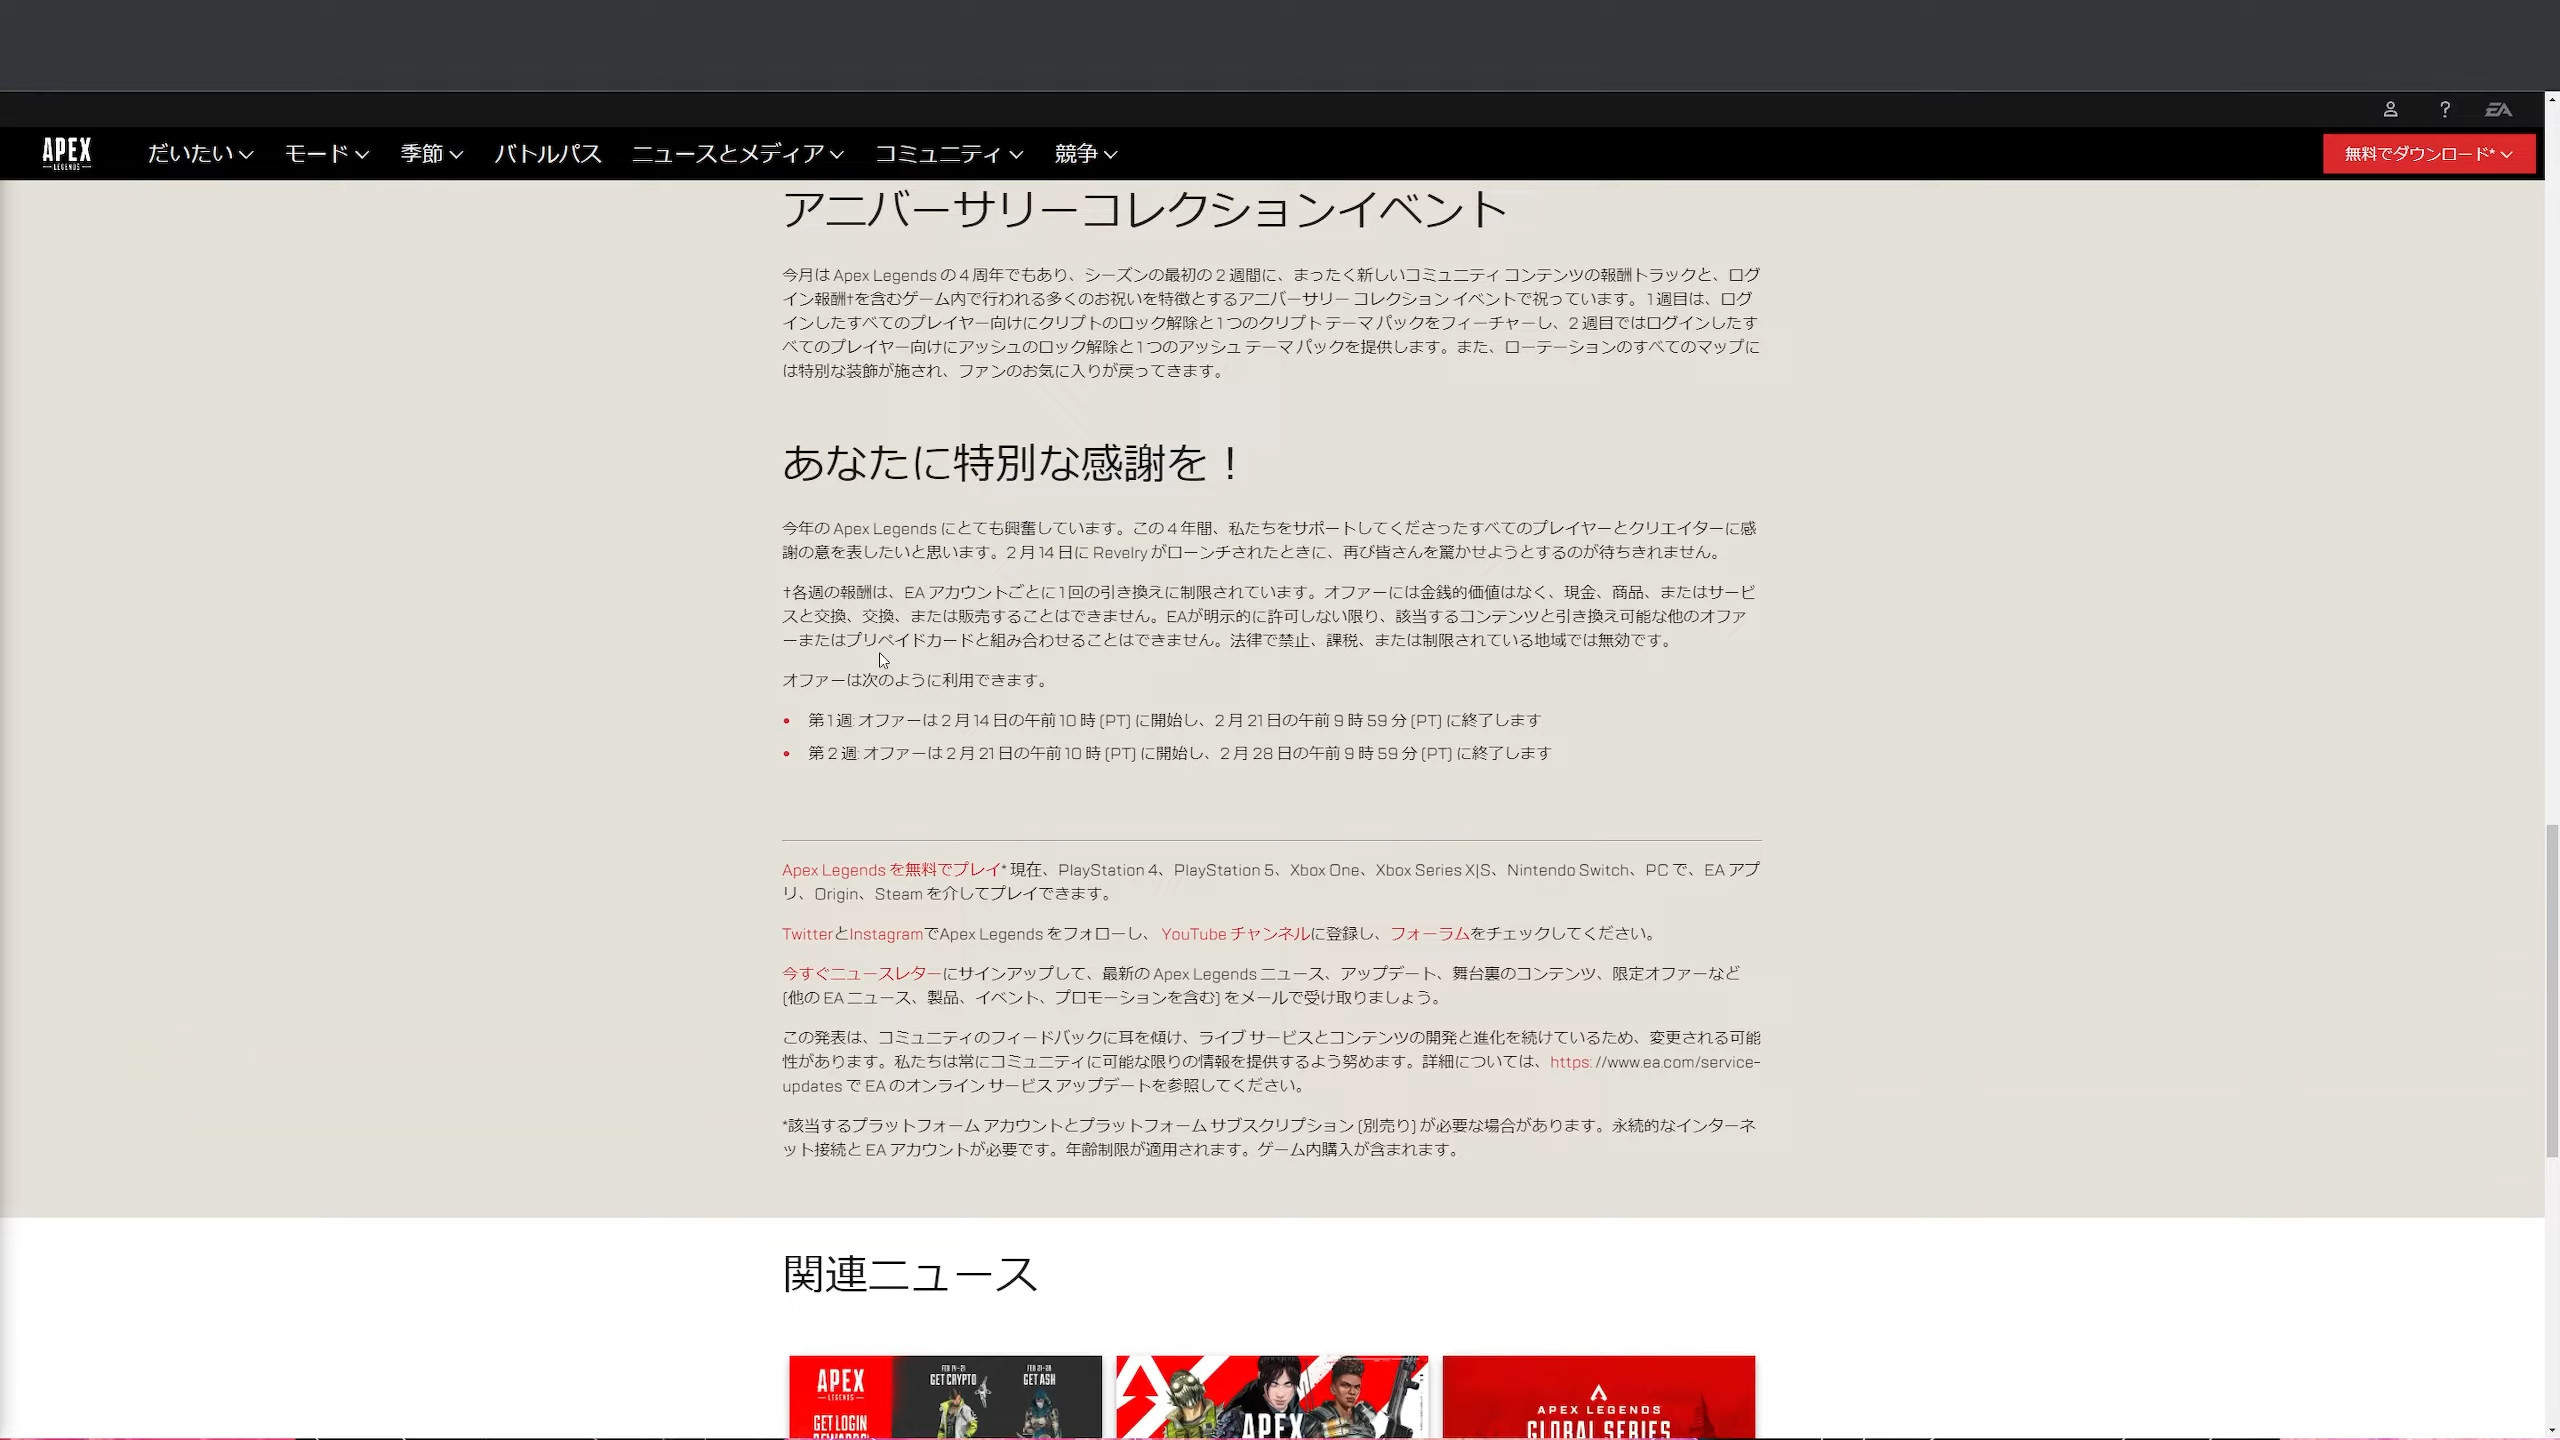 ?
EA
APEX
LEGENDS
だいたい
モード
季節
バトルパス
ニュースとメディア
コミュニティ
競争
無料でダウンロード*
アニバーサリーコレクションイベント
今月は Apex Legends の 4 周年でもあり、シーズンの最初の 2 週間に、まったく新しいコミュニティ コンテンツの報酬トラックと、ログ
イン報酬†を含むゲーム内で行われる多くのお祝いを特徴とするアニバーサリー コレクション イベントで祝っています。1 週目は、ログ
インしたすべてのプレイヤー向けにクリプトのロック解除と 1 つのクリプト テーマ パックをフィーチャーし、2 週目ではログインしたす
べてのプレイヤー向けにアッシュのロック解除と 1 つのアッシュ テーマ パックを提供します。また、ローテーションのすべてのマップに
は特別な装飾が施され、ファンのお気に入りが戻ってきます。
あなたに特別な感謝を！
今年の Apex Legends にとても興奮しています。この 4 年間、私たちをサポートしてくださったすべてのプレイヤーとクリエイターに感
謝の意を表したいと思います。2 月 14 日に Revelry がローンチされたときに、再び皆さんを驚かせようとするのが待ちきれません。
†各週の報酬は、EA アカウントごとに 1 回の引き換えに制限されています。オファーには金銭的価値はなく、現金、商品、またはサービ
スと交換、交換、または販売することはできません。EAが明示的に許可しない限り、該当するコンテンツと引き換え可能な他のオファ
ーまたはプリペイドカードと組み合わせることはできません。法律で禁止、課税、または制限されている地域では無効です。
オファーは次のように利用できます。
• 第 1 週: オファーは 2 月 14 日の午前 10 時 (PT) に開始し、2 月 21 日の午前 9 時 59 分 (PT) に終了します
• 第 2 週: オファーは 2 月 21 日の午前 10 時 (PT) に開始し、2 月 28 日の午前 9 時 59 分 (PT) に終了します
Apex Legends を無料でプレイ* 現在、PlayStation 4、PlayStation 5、Xbox One、Xbox Series X|S、Nintendo Switch、PC で、EA アプ
リ、Origin、Steam を介してプレイできます。
TwitterとInstagramでApex Legends をフォローし、 YouTube チャンネルに登録し、フォーラムをチェックしてください。
今すぐニュースレターにサインアップして、最新の Apex Legends ニュース、アップデート、舞台裏のコンテンツ、限定オファーなど
(他の EA ニュース、製品、イベント、プロモーションを含む) をメールで受け取りましょう。
この発表は、コミュニティのフィードバックに耳を傾け、ライブ サービスとコンテンツの開発と進化を続けているため、変更される可能
性があります。私たちは常にコミュニティに可能な限りの情報を提供するよう努めます。詳細については、https: //www.ea.com/service-
updates で EA のオンライン サービス アップデートを参照してください。
*該当するプラットフォーム アカウントとプラットフォーム サブスクリプション (別売り) が必要な場合があります。永続的なインターネ
ット接続と EA アカウントが必要です。年齢制限が適用されます。ゲーム内購入が含まれます。
関連ニュース
APEX
LEGENDS
GET LOGIN
FEB 14-21
GET CRYPTO
FEB 21-28
GET ASH
APEX
APEX LEGENDS
GLOBAL SERIES